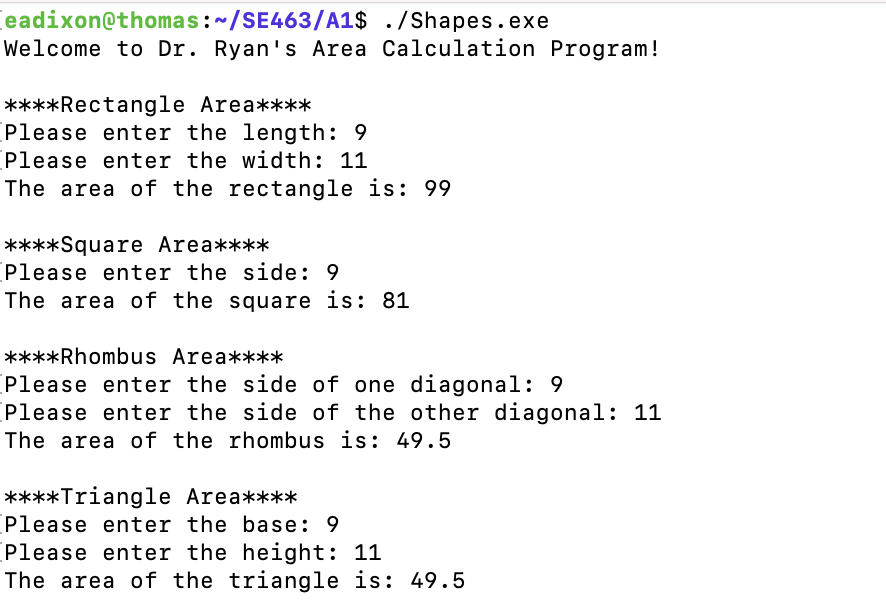 eadixon@thomas:~/SE463/A1$ ./Shapes.exe
Welcome to Dr. Ryan's Area Calculation Program!

****Rectangle Area****
Please enter the length: 9
Please enter the width: 11
The area of the rectangle is: 99

****Square Area****
Please enter the side: 9
The area of the square is: 81

****Rhombus Area****
Please enter the side of one diagonal: 9
Please enter the side of the other diagonal: 11
The area of the rhombus is: 49.5

****Triangle Area****
Please enter the base: 9
Please enter the height: 11
The area of the triangle is: 49.5